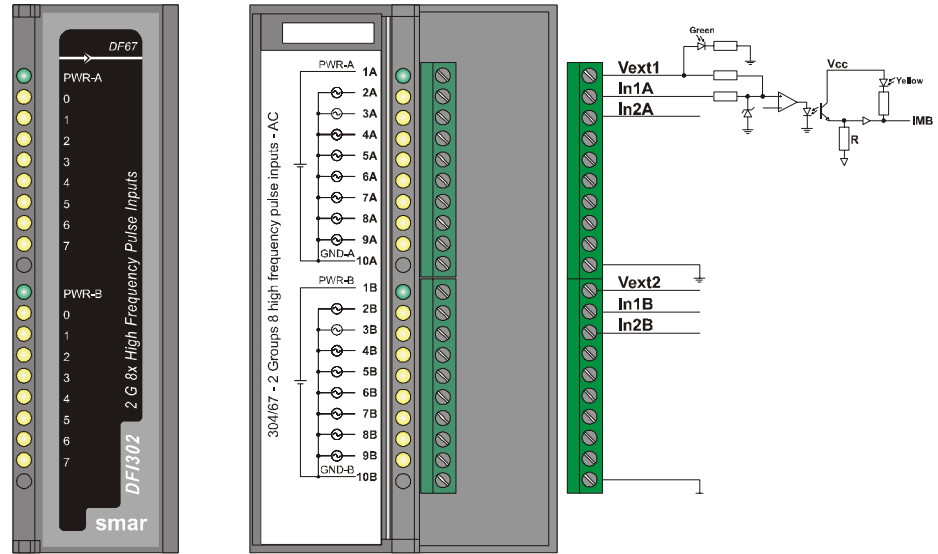 DF67
PWR-A
0
1
2
3
4
5
6
7
PWR-B
0
1
2
3
4
5
6
7
2 G 8x High Frequency Pulse Inputs
DFI302
smar
304/67 - 2 Groups 8 high frequency pulse inputs - AC
PWR-A
1A
2A
3A
4A
5A
6A
7A
8A
9A
GND-A
10A
PWR-B
1B
2B
3B
4B
5B
6B
7B
8B
9B
GND-B
10B
Vext1
In1A
In2A
Vext2
In1B
In2B
Green
Vcc
Yellow
IMB
R